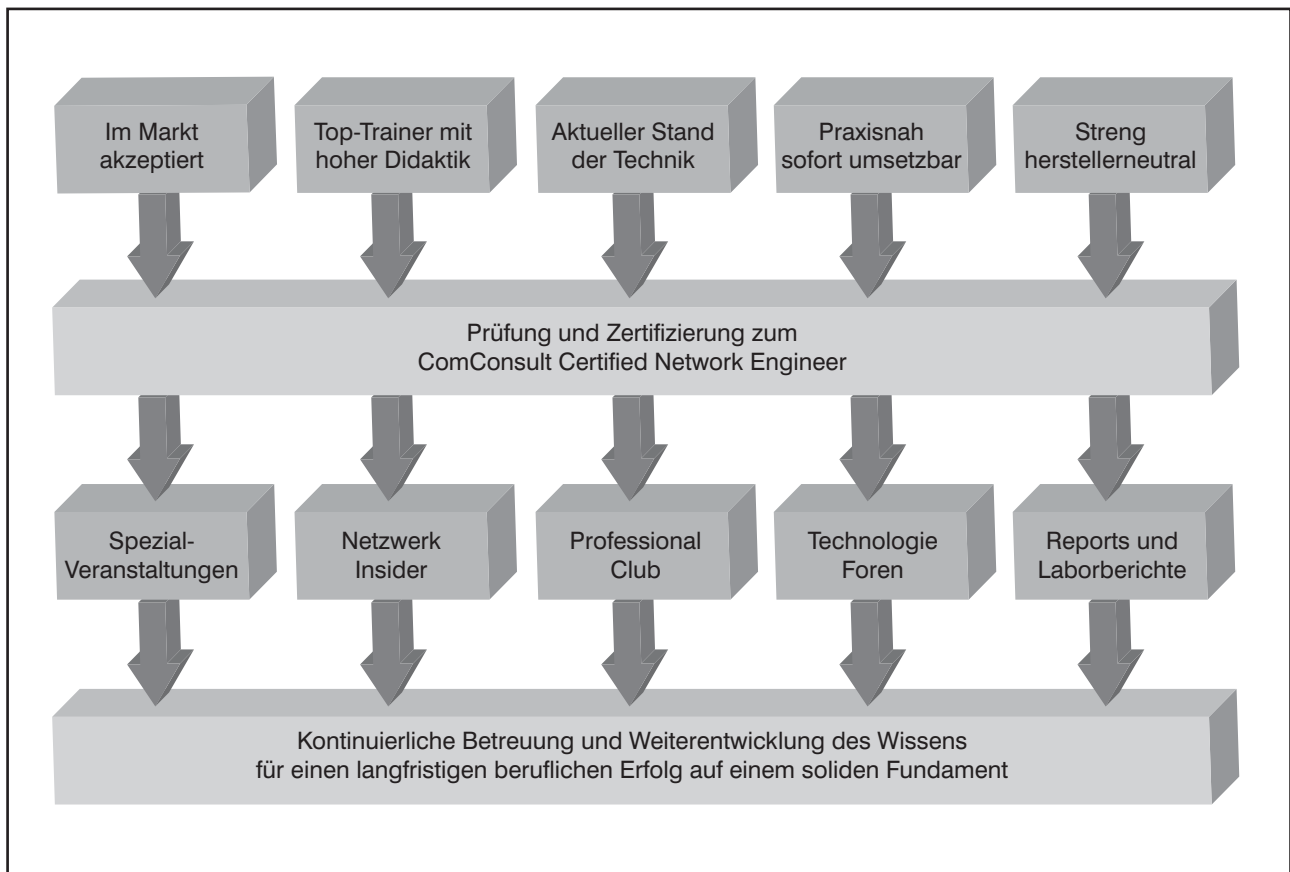 Im Markt
akzeptiert
Top-Trainer mit
hoher Didaktik
Aktueller Stand
der Technik
Praxisnah
sofort umsetzbar
Streng
herstellerneutral
Prüfung und Zertifizierung zum
ComConsult Certified Network Engineer
Spezial-
Veranstaltungen
Netzwerk
Insider
Professional
Club
Technologie
Foren
Reports und
Laborberichte
Kontinuierliche Betreuung und Weiterentwicklung des Wissens
für einen langfristigen beruflichen Erfolg auf einem soliden Fundament